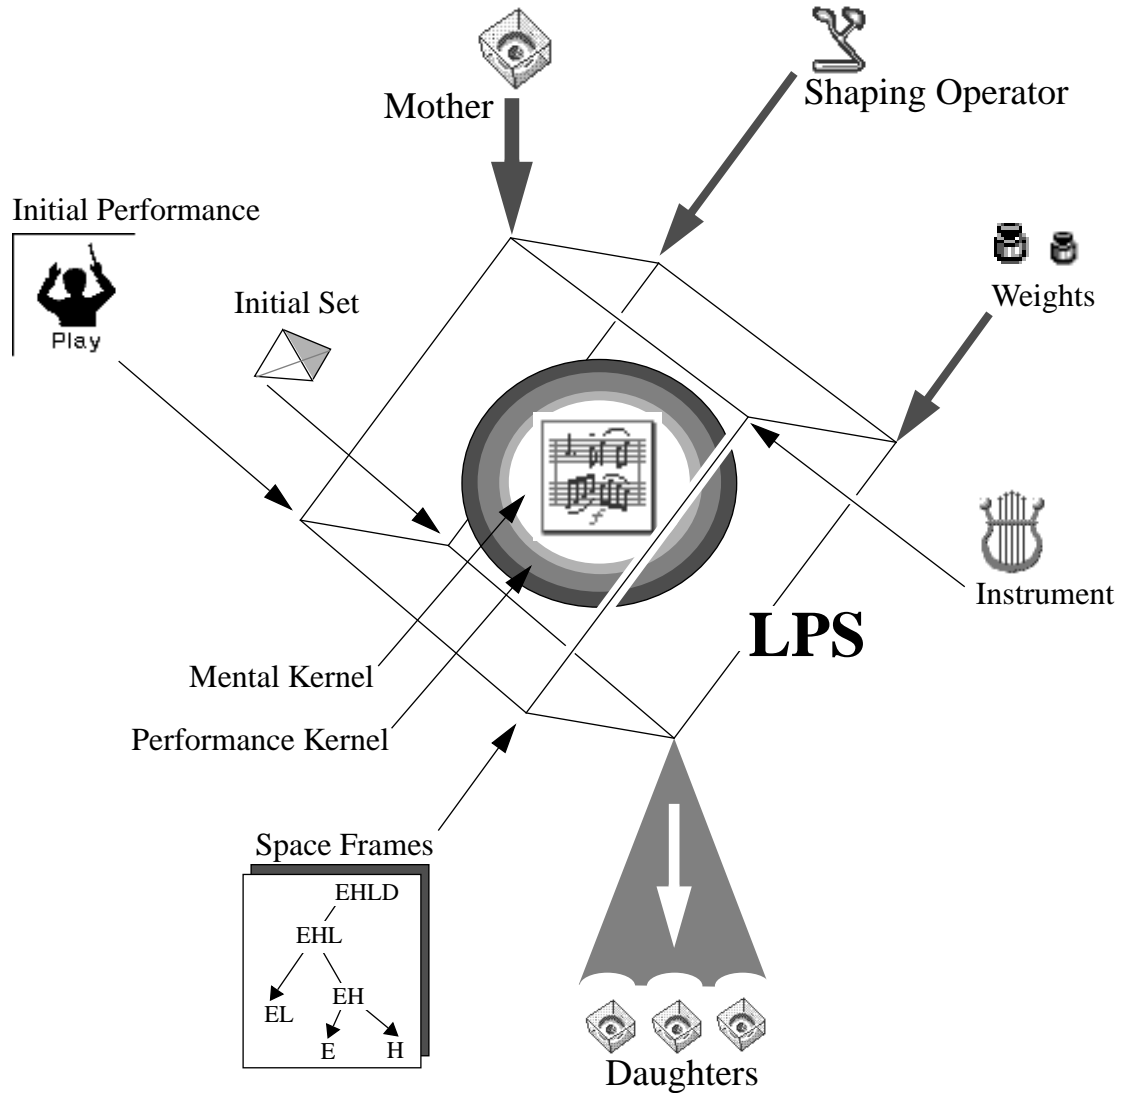 Mother
Shaping Operator
Initial Performance
Play
Initial Set
Weights
Instrument
LPS
Mental Kernel
Performance Kernel
Space Frames
EHLD
EHL
EH
EL
E
H
Daughters